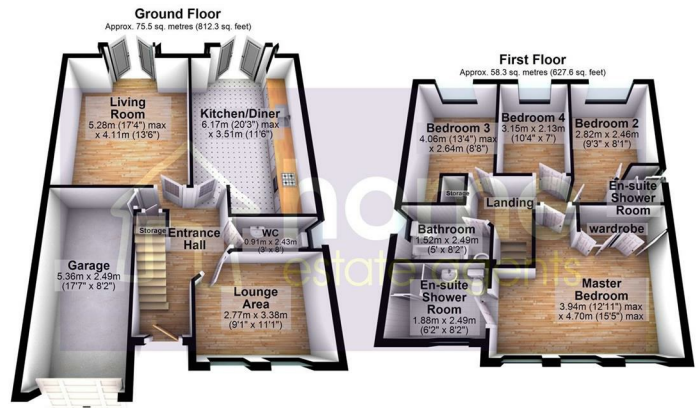 Ground Floor
Approx. 75.5 sq. metres (812.3 sq. feet)
Living
Room
5.28m (17'4") max
x 4.11m (13'6")
Kitchen/Diner
6.17m (20'3") max
x 3.51m (11'6")
Storage
Entrance
Hall
WC
0.91m x 2.43m
(3' x 8')
Garage
5.36m x 2.49m
(17'7" x 8'2")
Lounge
Area
2.77m x 3.38m
(9'1" x 11'1")
First Floor
Approx. 58.3 sq. metres (627.6 sq. feet)
Bedroom 3
4.06m (13'4") max
x 2.64m (8'8")
Bedroom 4
3.15m x 2.13m
(10'4" x 7')
Bedroom 2
2.82m x 2.46m
(9'3" x 8'1")
En-suite
Shower
Room
Storage
Landing
wardrobe
Bathroom
1.52m x 2.49m
(5' x 8'2")
En-suite
Shower
Room
1.88m x 2.49m
(6'2" x 8'2")
Master
Bedroom
3.94m (12'11") max
x 4.70m (15'5") max
home
estate agents